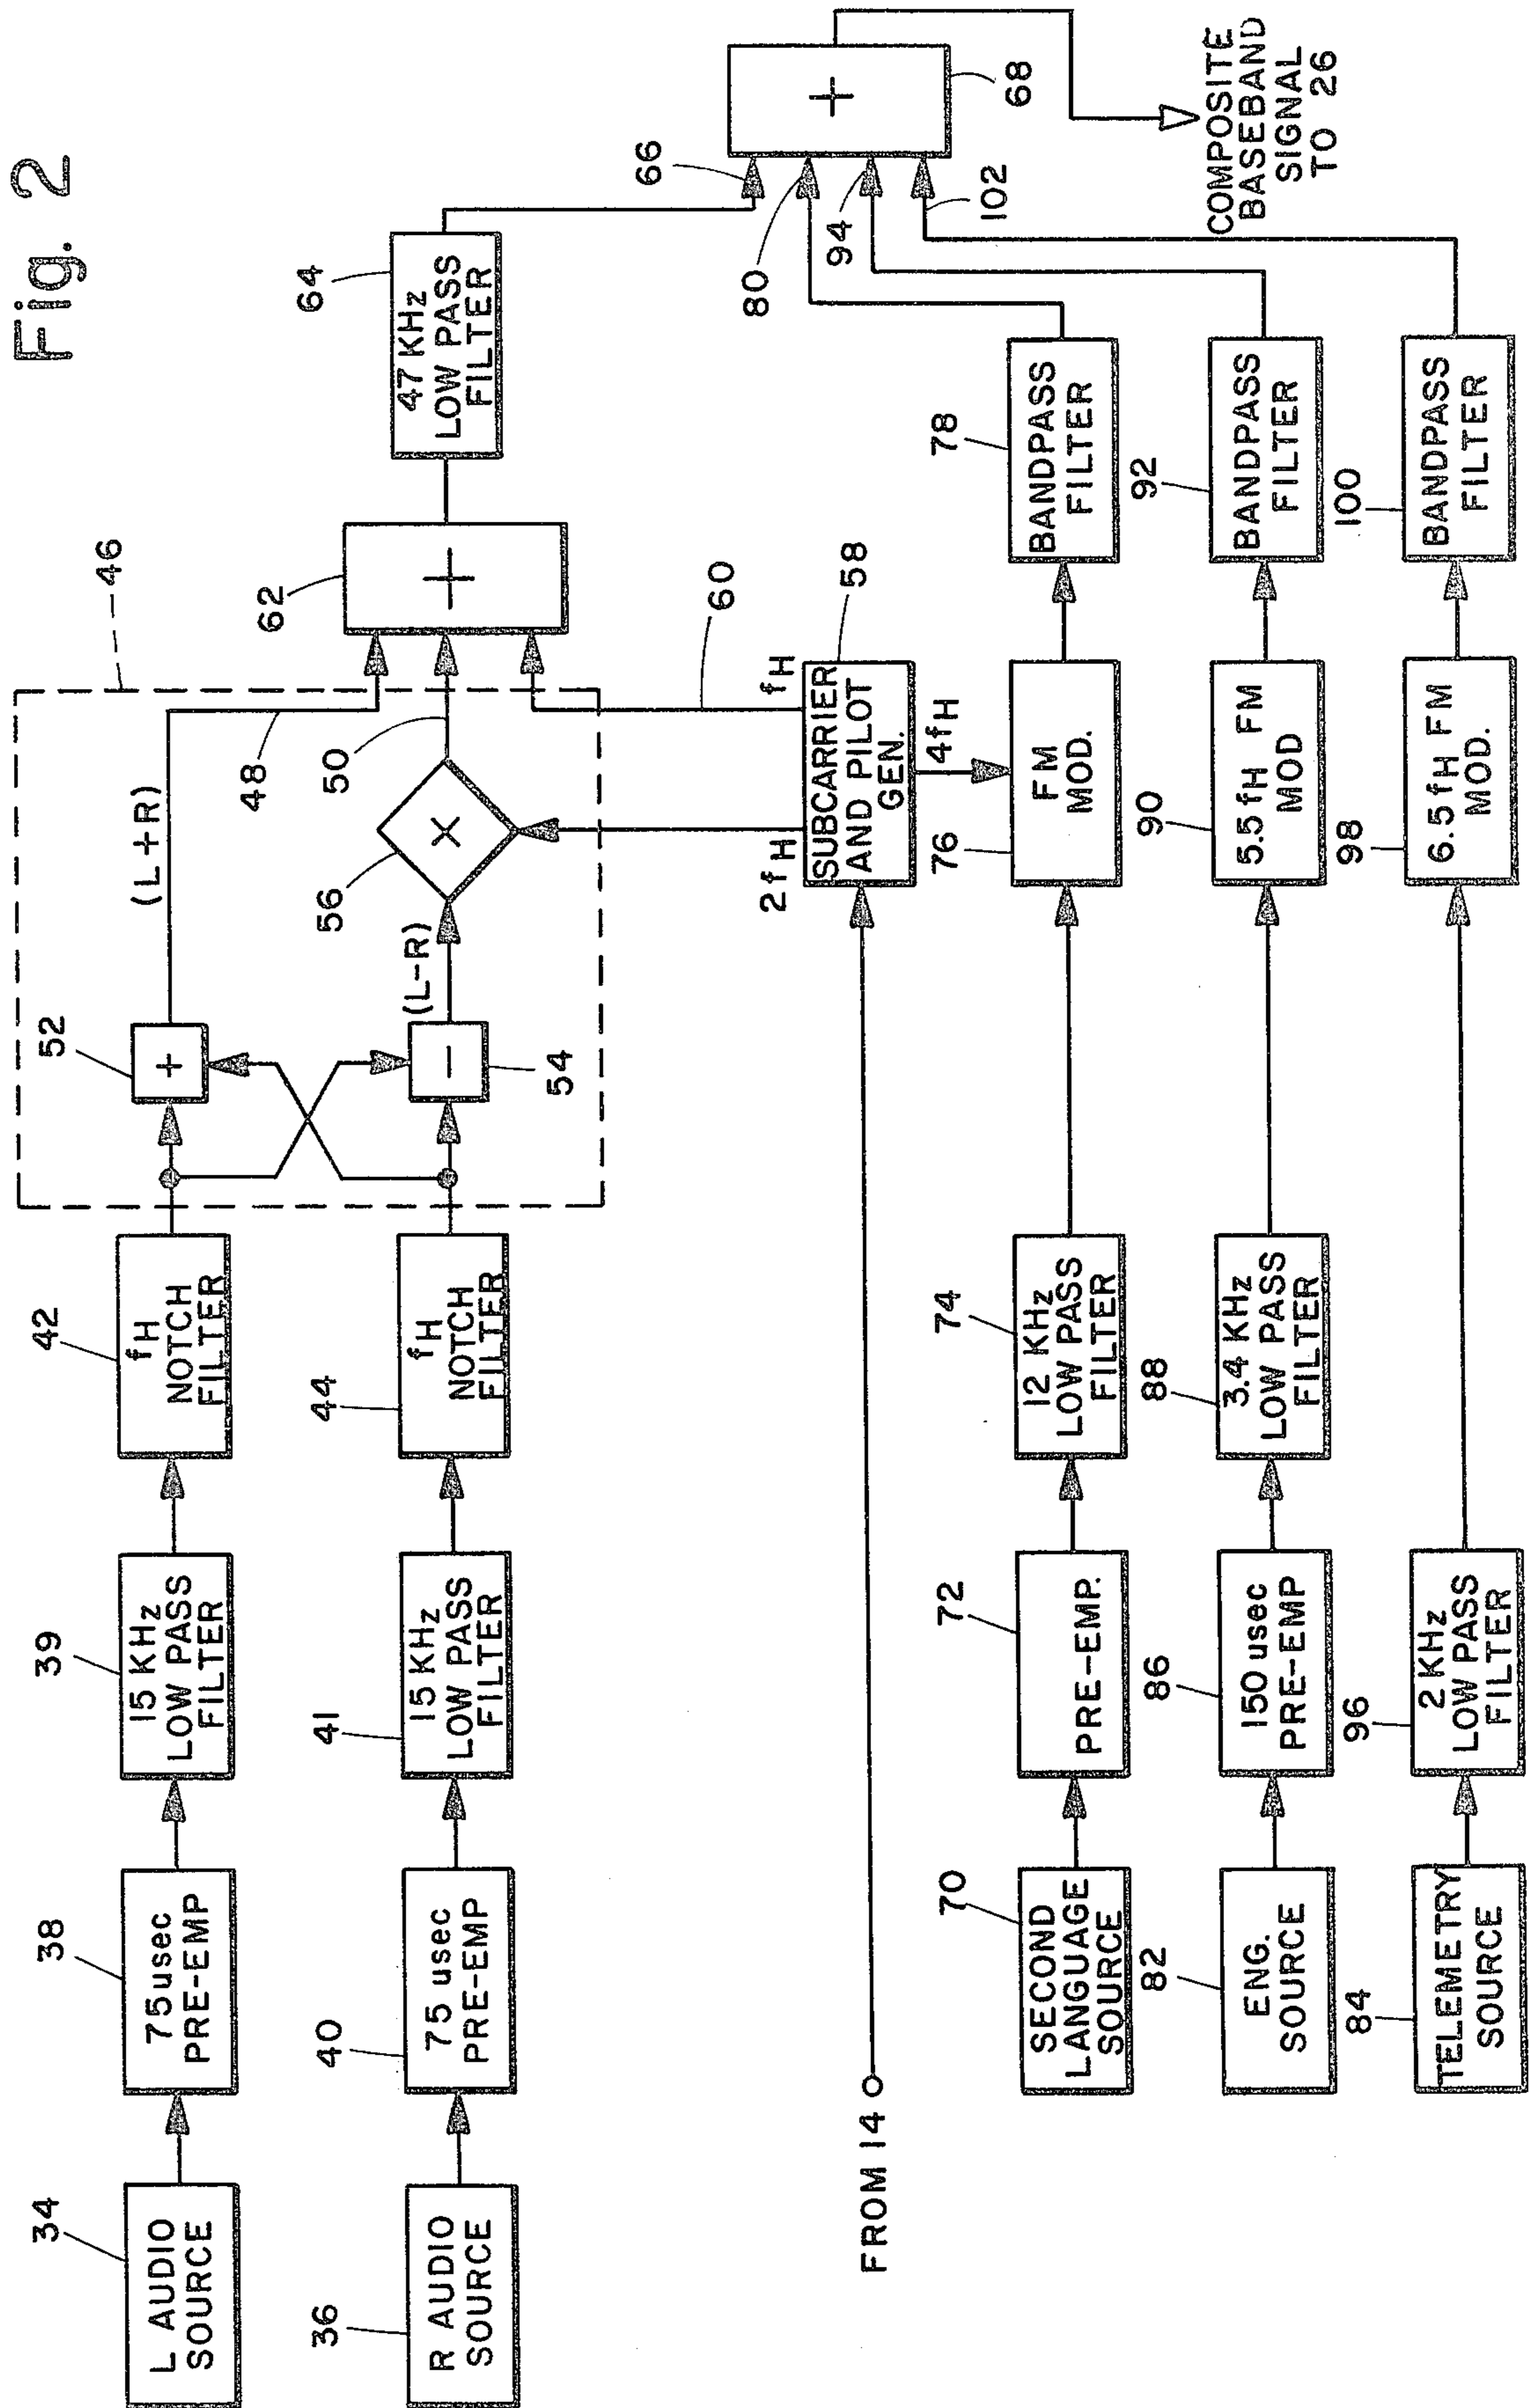 Fig. 2
34
L AUDIO
SOURCE
38
75 usec
PRE-EMP
39
15 KHz
LOW PASS
FILTER
42
fH
NOTCH
FILTER
46
52
+
(L+R)
48
36
R AUDIO
SOURCE
40
75 usec
PRE-EMP
41
15 KHz
LOW PASS
FILTER
44
fH
NOTCH
FILTER
54
−
(L-R)
56
×
50
62
+
64
47 KHz
LOW PASS
FILTER
66
80
94
102
+
68
COMPOSITE
BASEBAND
SIGNAL
TO 26
FROM 14
2fH
fH
60
58
SUBCARRIER
AND PILOT
GEN.
4fH
70
SECOND
LANGUAGE
SOURCE
72
PRE-EMP.
74
12 KHz
LOW PASS
FILTER
76
FM
MOD.
78
BANDPASS
FILTER
82
ENG.
SOURCE
86
150 usec
PRE-EMP
88
3.4 KHz
LOW PASS
FILTER
90
5.5 fH FM
MOD
92
BANDPASS
FILTER
84
TELEMETRY
SOURCE
96
2 KHz
LOW PASS
FILTER
98
6.5 fH FM
MOD.
100
BANDPASS
FILTER